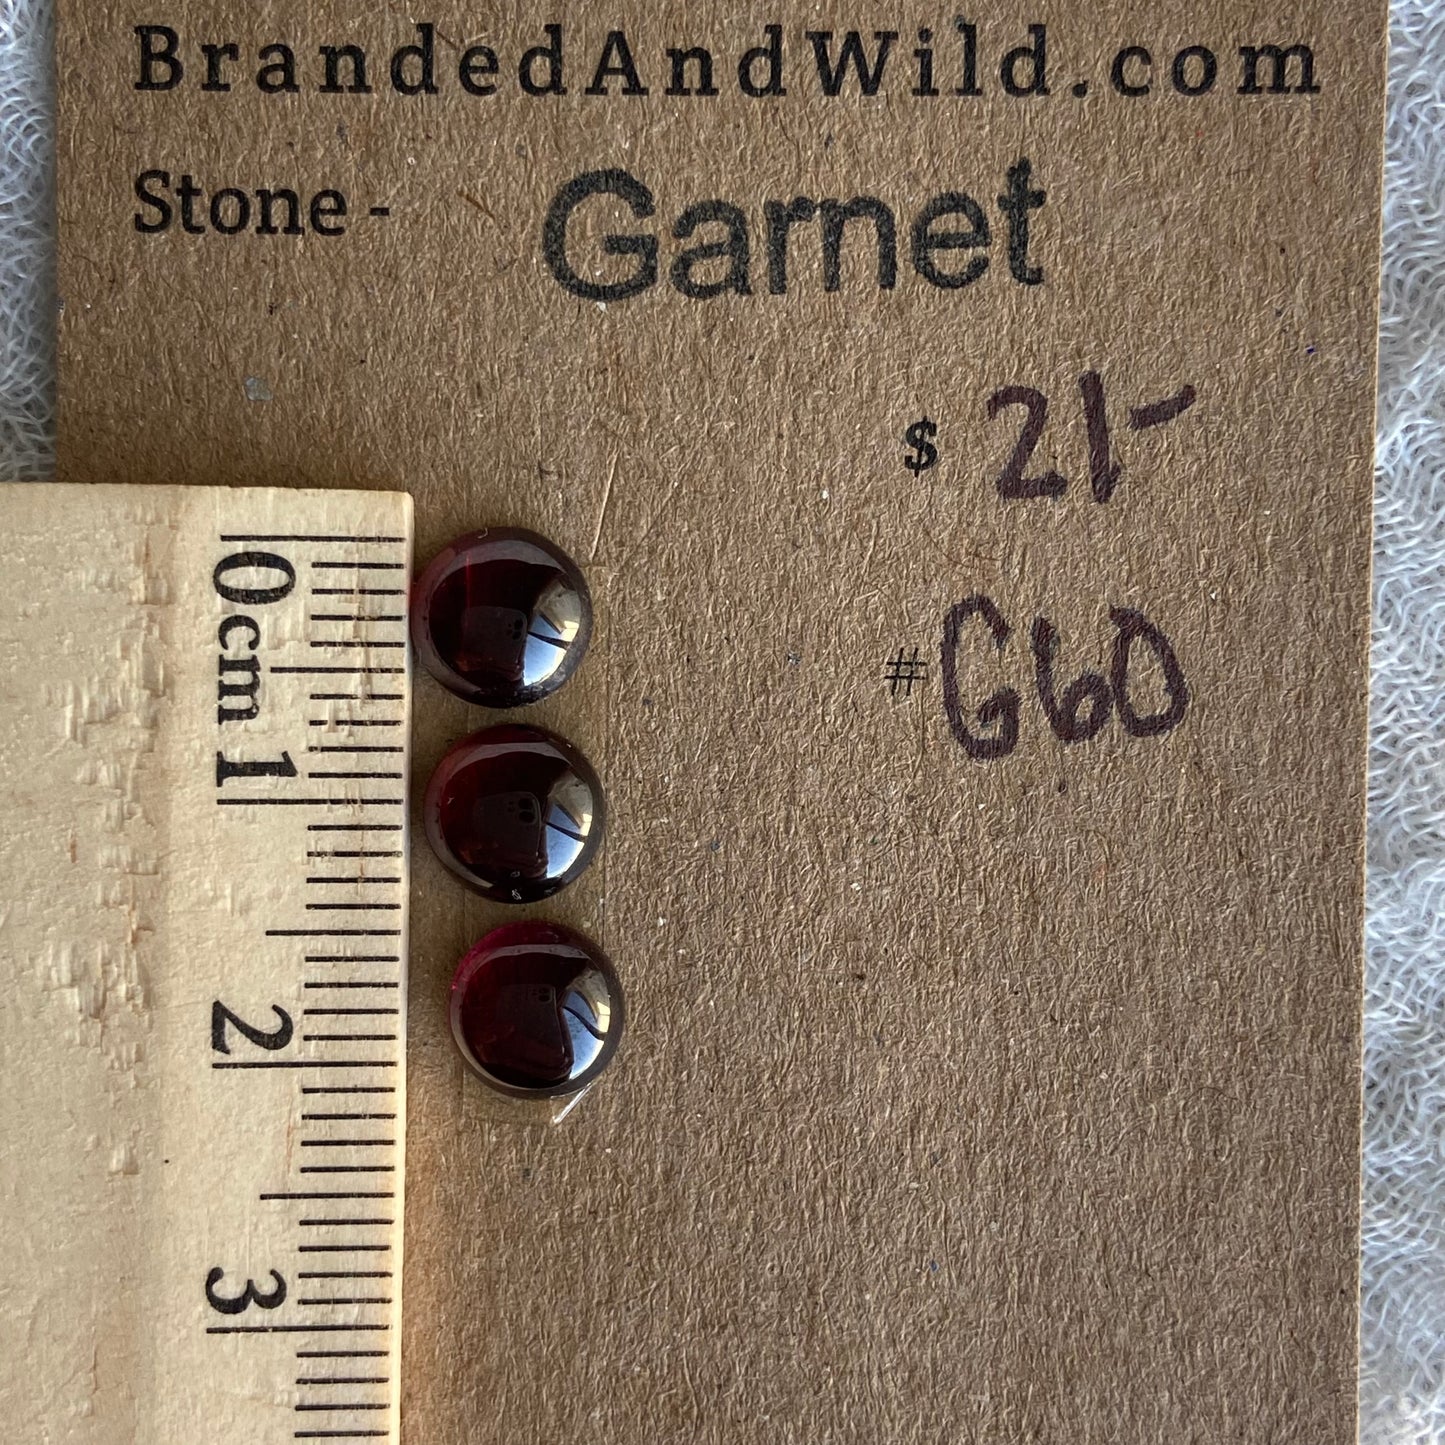 BrandedAndWild.com
Stone - Garnet
$ 21-
# G60
0cm 1
2
3